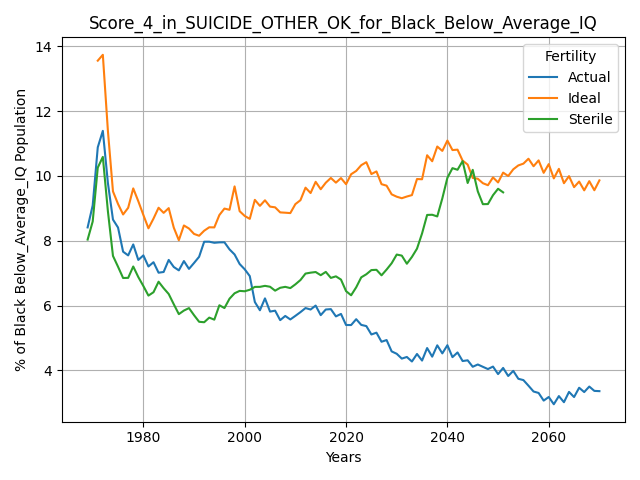 Score_4_in_SUICIDE_OTHER_OK_for_Black_Below_Average_IQ
14
12
10
8
6
4
% of Black Below_Average_IQ Population
Fertility
Actual
Ideal
Sterile
1980
2000
2020
2040
2060
Years